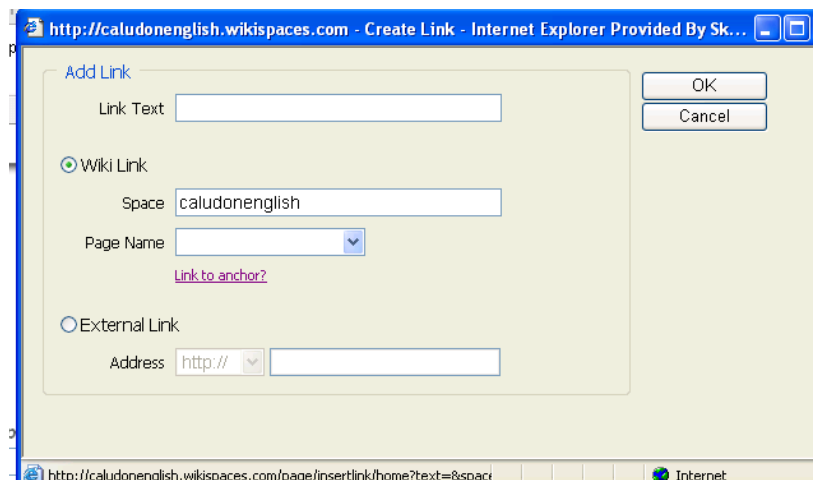 http://caludonenglish.wikispaces.com - Create Link - Internet Explorer Provided By Sk...
Add Link
OK
Link Text
Cancel
Wiki Link
Space caludonenglish
Page Name
Link to anchor?
External Link
Address http://
http://caludonenglish.wikispaces.com/page/insertlink/home?text=&space Internet